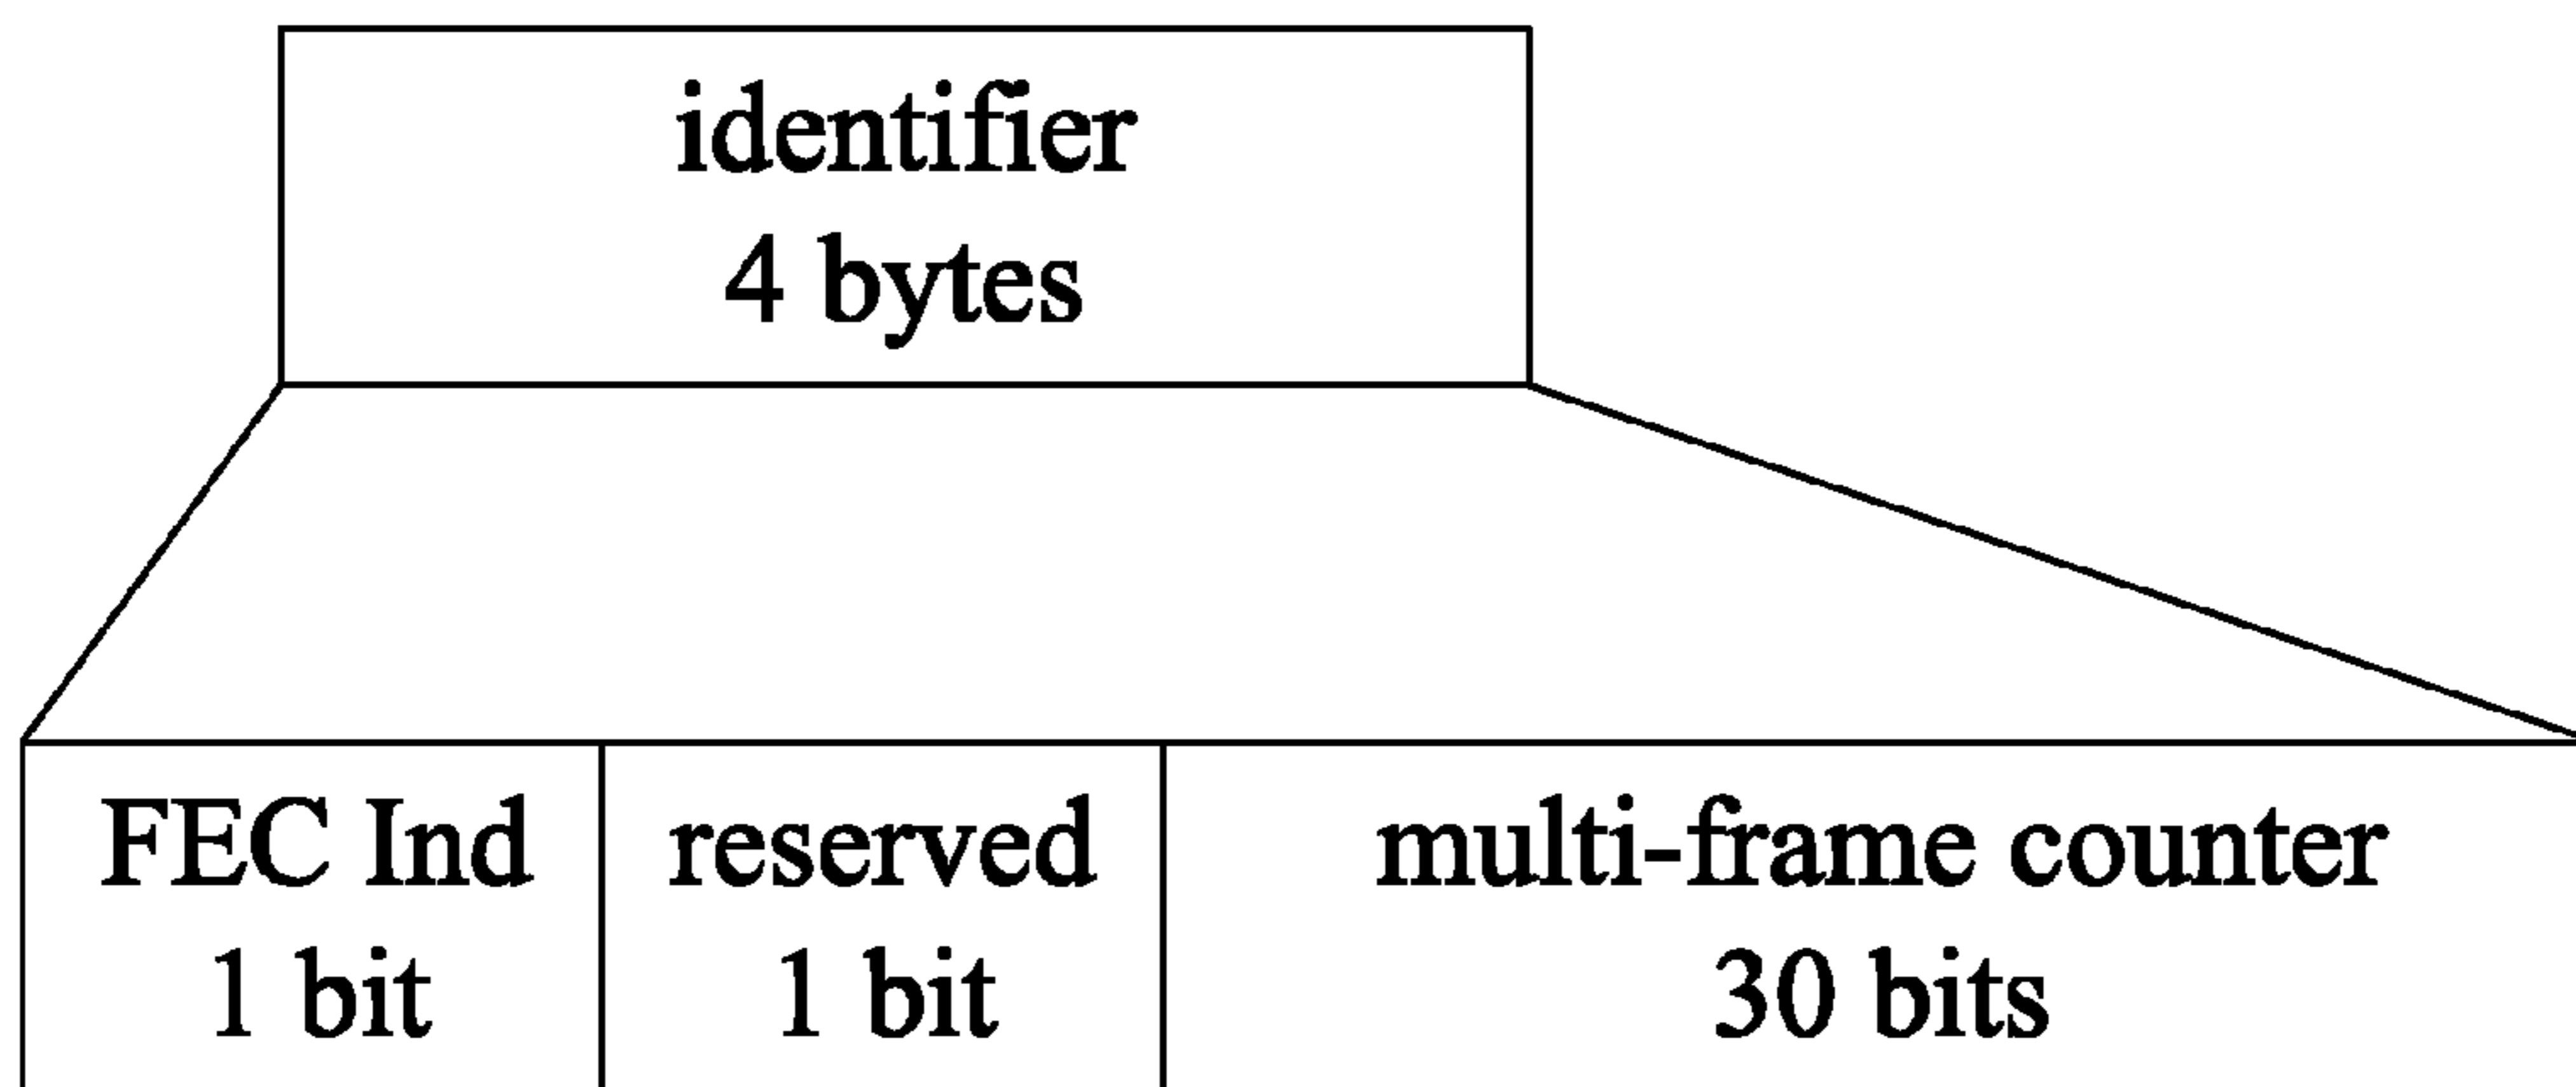 identifier
4 bytes
FEC Ind
1 bit
reserved
1 bit
multi-frame counter
30 bits